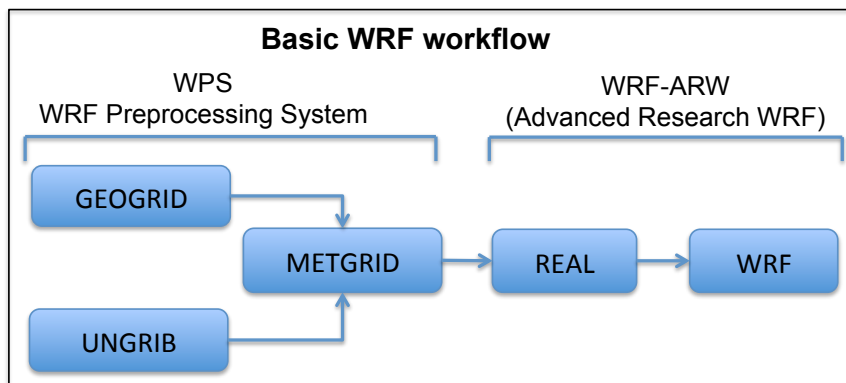 Basic WRF workflow
WPS
WRF Preprocessing System
WRF-ARW
(Advanced Research WRF)
GEOGRID
METGRID
REAL
WRF
UNGRIB